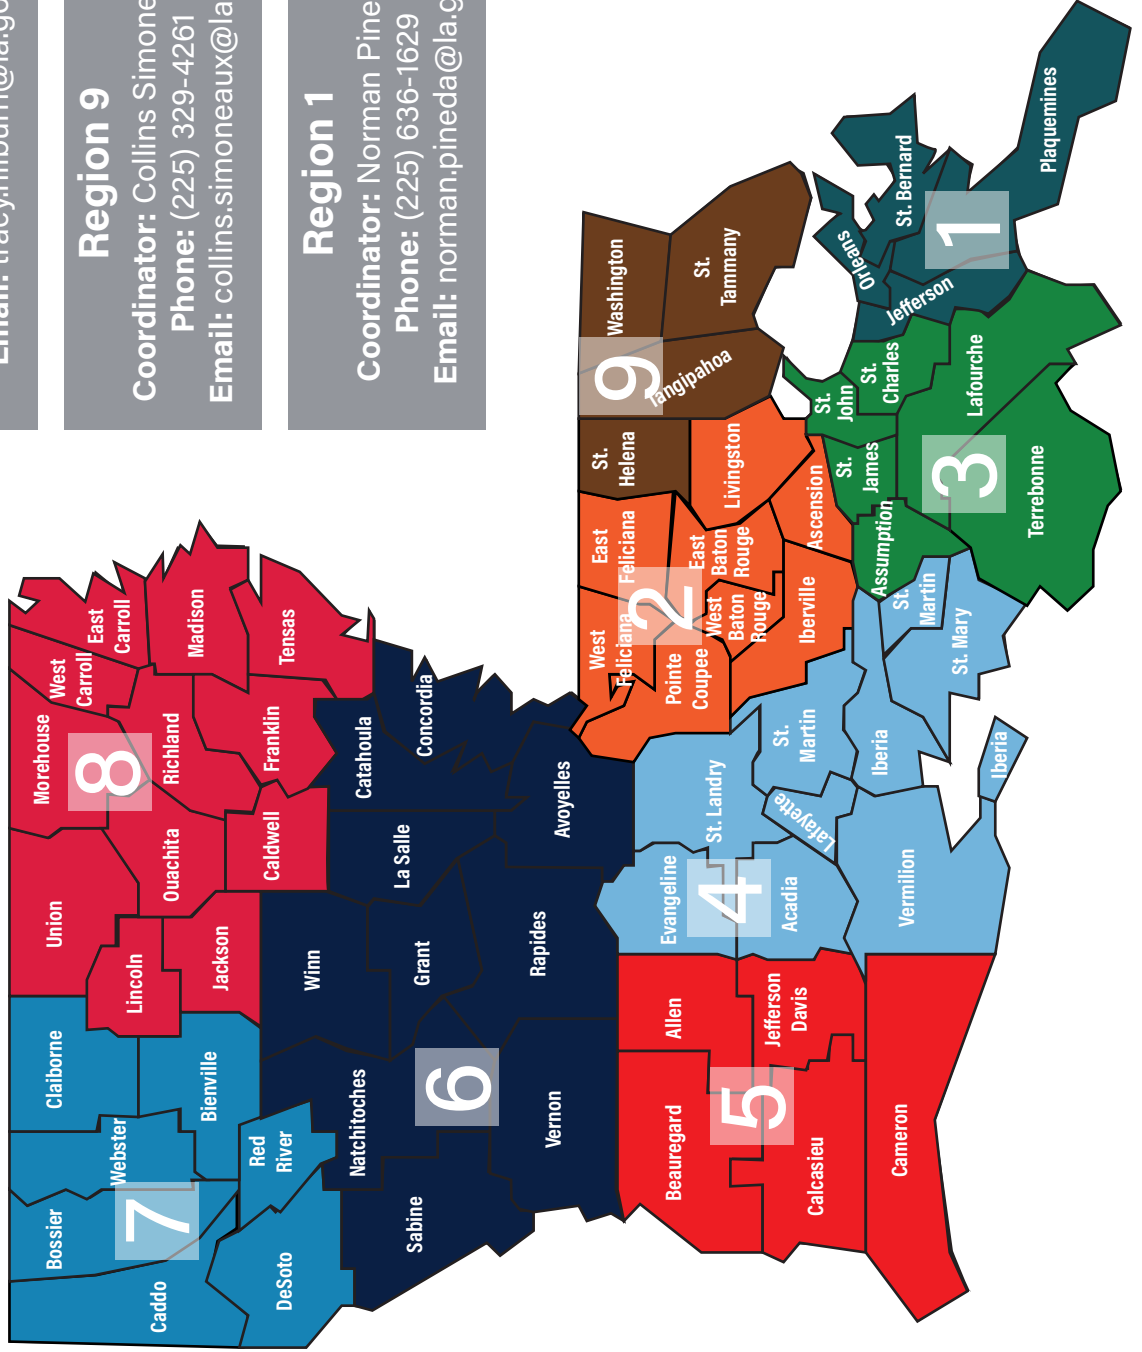 Email: tracy.hilburn@la.go
Region 9
Coordinator: Collins Simone
Phone: (225) 329-4261
Email: collins.simoneaux@la
Region 1
Coordinator: Norman Pine
Phone: (225) 636-1629
Email: norman.pineda@la.g
Caddo
Bossier
Webster
Claiborne
Bienville
Red
River
DeSoto
7
Union
Lincoln
Jackson
Ouachita
Morehouse
West
Carroll
East
Carroll
Richland
Madison
Franklin
Tensas
Caldwell
8
Winn
Natchitoches
Sabine
Grant
La Salle
Catahoula
Concordia
Avoyelles
Rapides
Vernon
6
Beauregard
Allen
Jefferson
Davis
Calcasieu
Cameron
5
Evangeline
St. Landry
Acadia
Lafayette
St.
Martin
Iberia
Vermilion
Iberia
St. Mary
St.
Martin
4
West
Feliciana
East
Feliciana
Pointe
Coupee
West
Baton
Rouge
East
Baton
Rouge
Livingston
Ascension
Iberville
2
St.
Helena
Tangipahoa
Washington
St.
Tammany
9
Assumption
St.
James
St.
John
St.
Charles
Lafourche
Terrebonne
3
Orleans
Jefferson
St. Bernard
Plaquemines
1